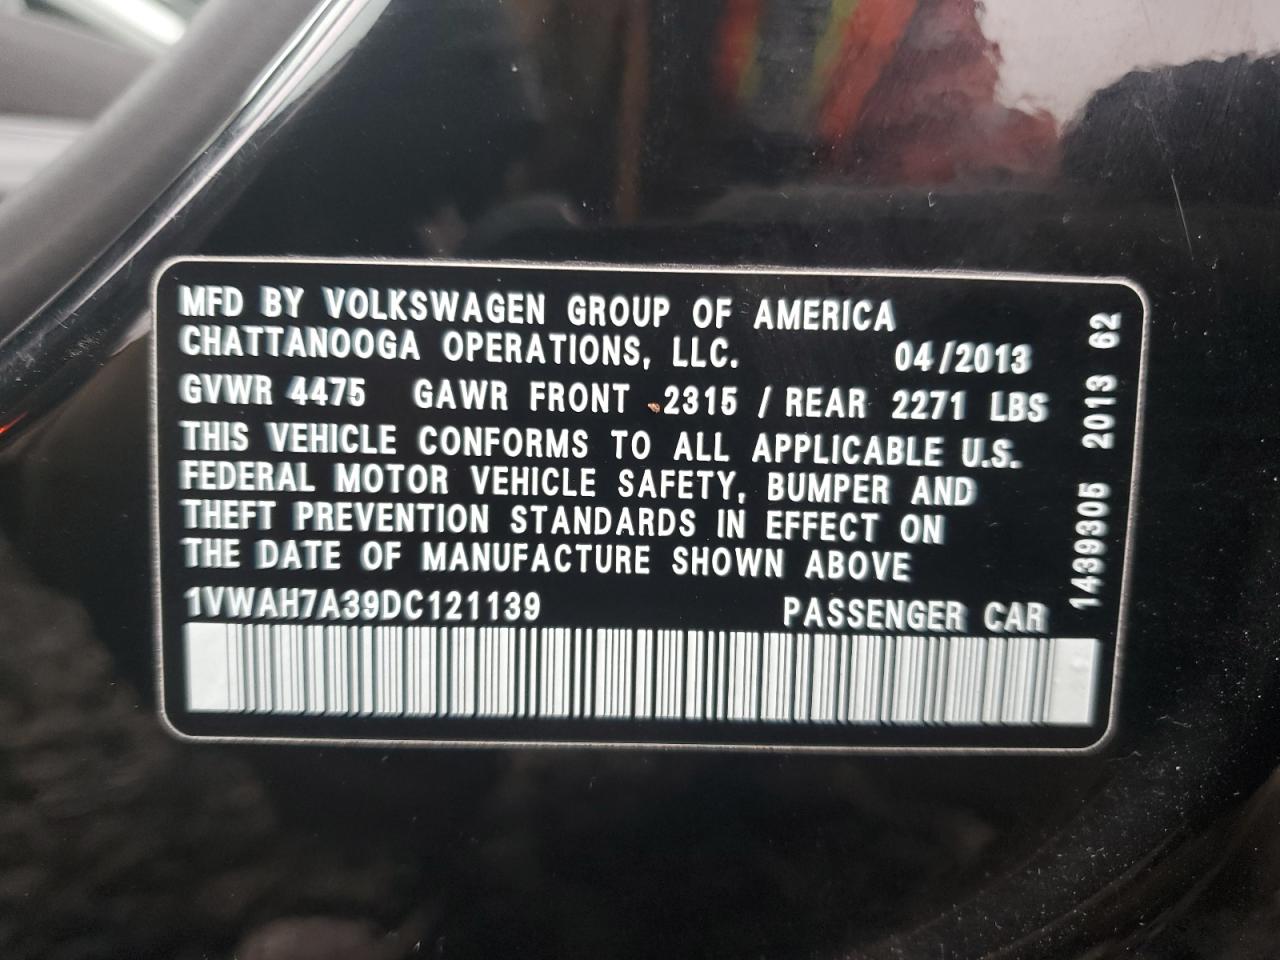 MFD BY VOLKSWAGEN GROUP OF AMERICA
CHATTANOOGA OPERATIONS, LLC. 04/2013
GVWR 4475 GAWR FRONT 2315 / REAR 2271 LBS
THIS VEHICLE CONFORMS TO ALL APPLICABLE U.S.
FEDERAL MOTOR VEHICLE SAFETY, BUMPER AND
THEFT PREVENTION STANDARDS IN EFFECT ON
THE DATE OF MANUFACTURE SHOWN ABOVE
1VWAH7A39DC121139 PASSENGER CAR
1439305 2013 62